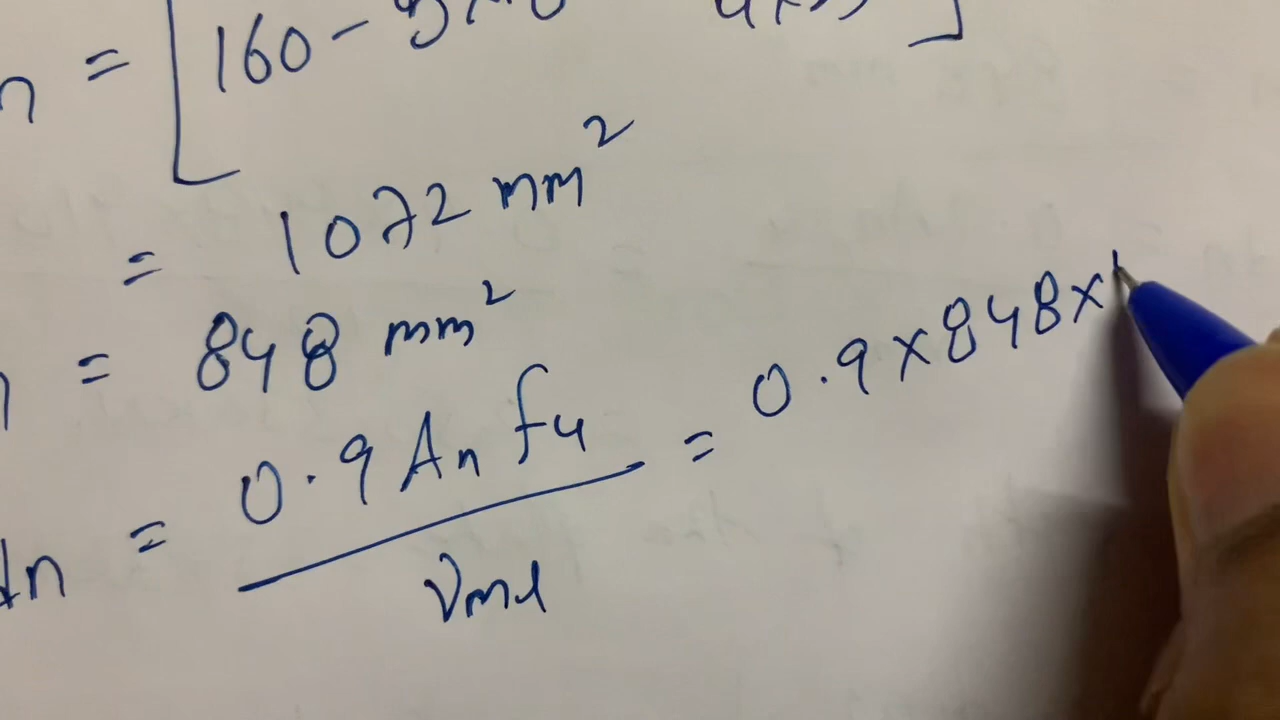 n = [160 -
= 1072 mm²
= 848 mm²
dn = 0.9 An fu / γm1 = 0.9 × 848 ×